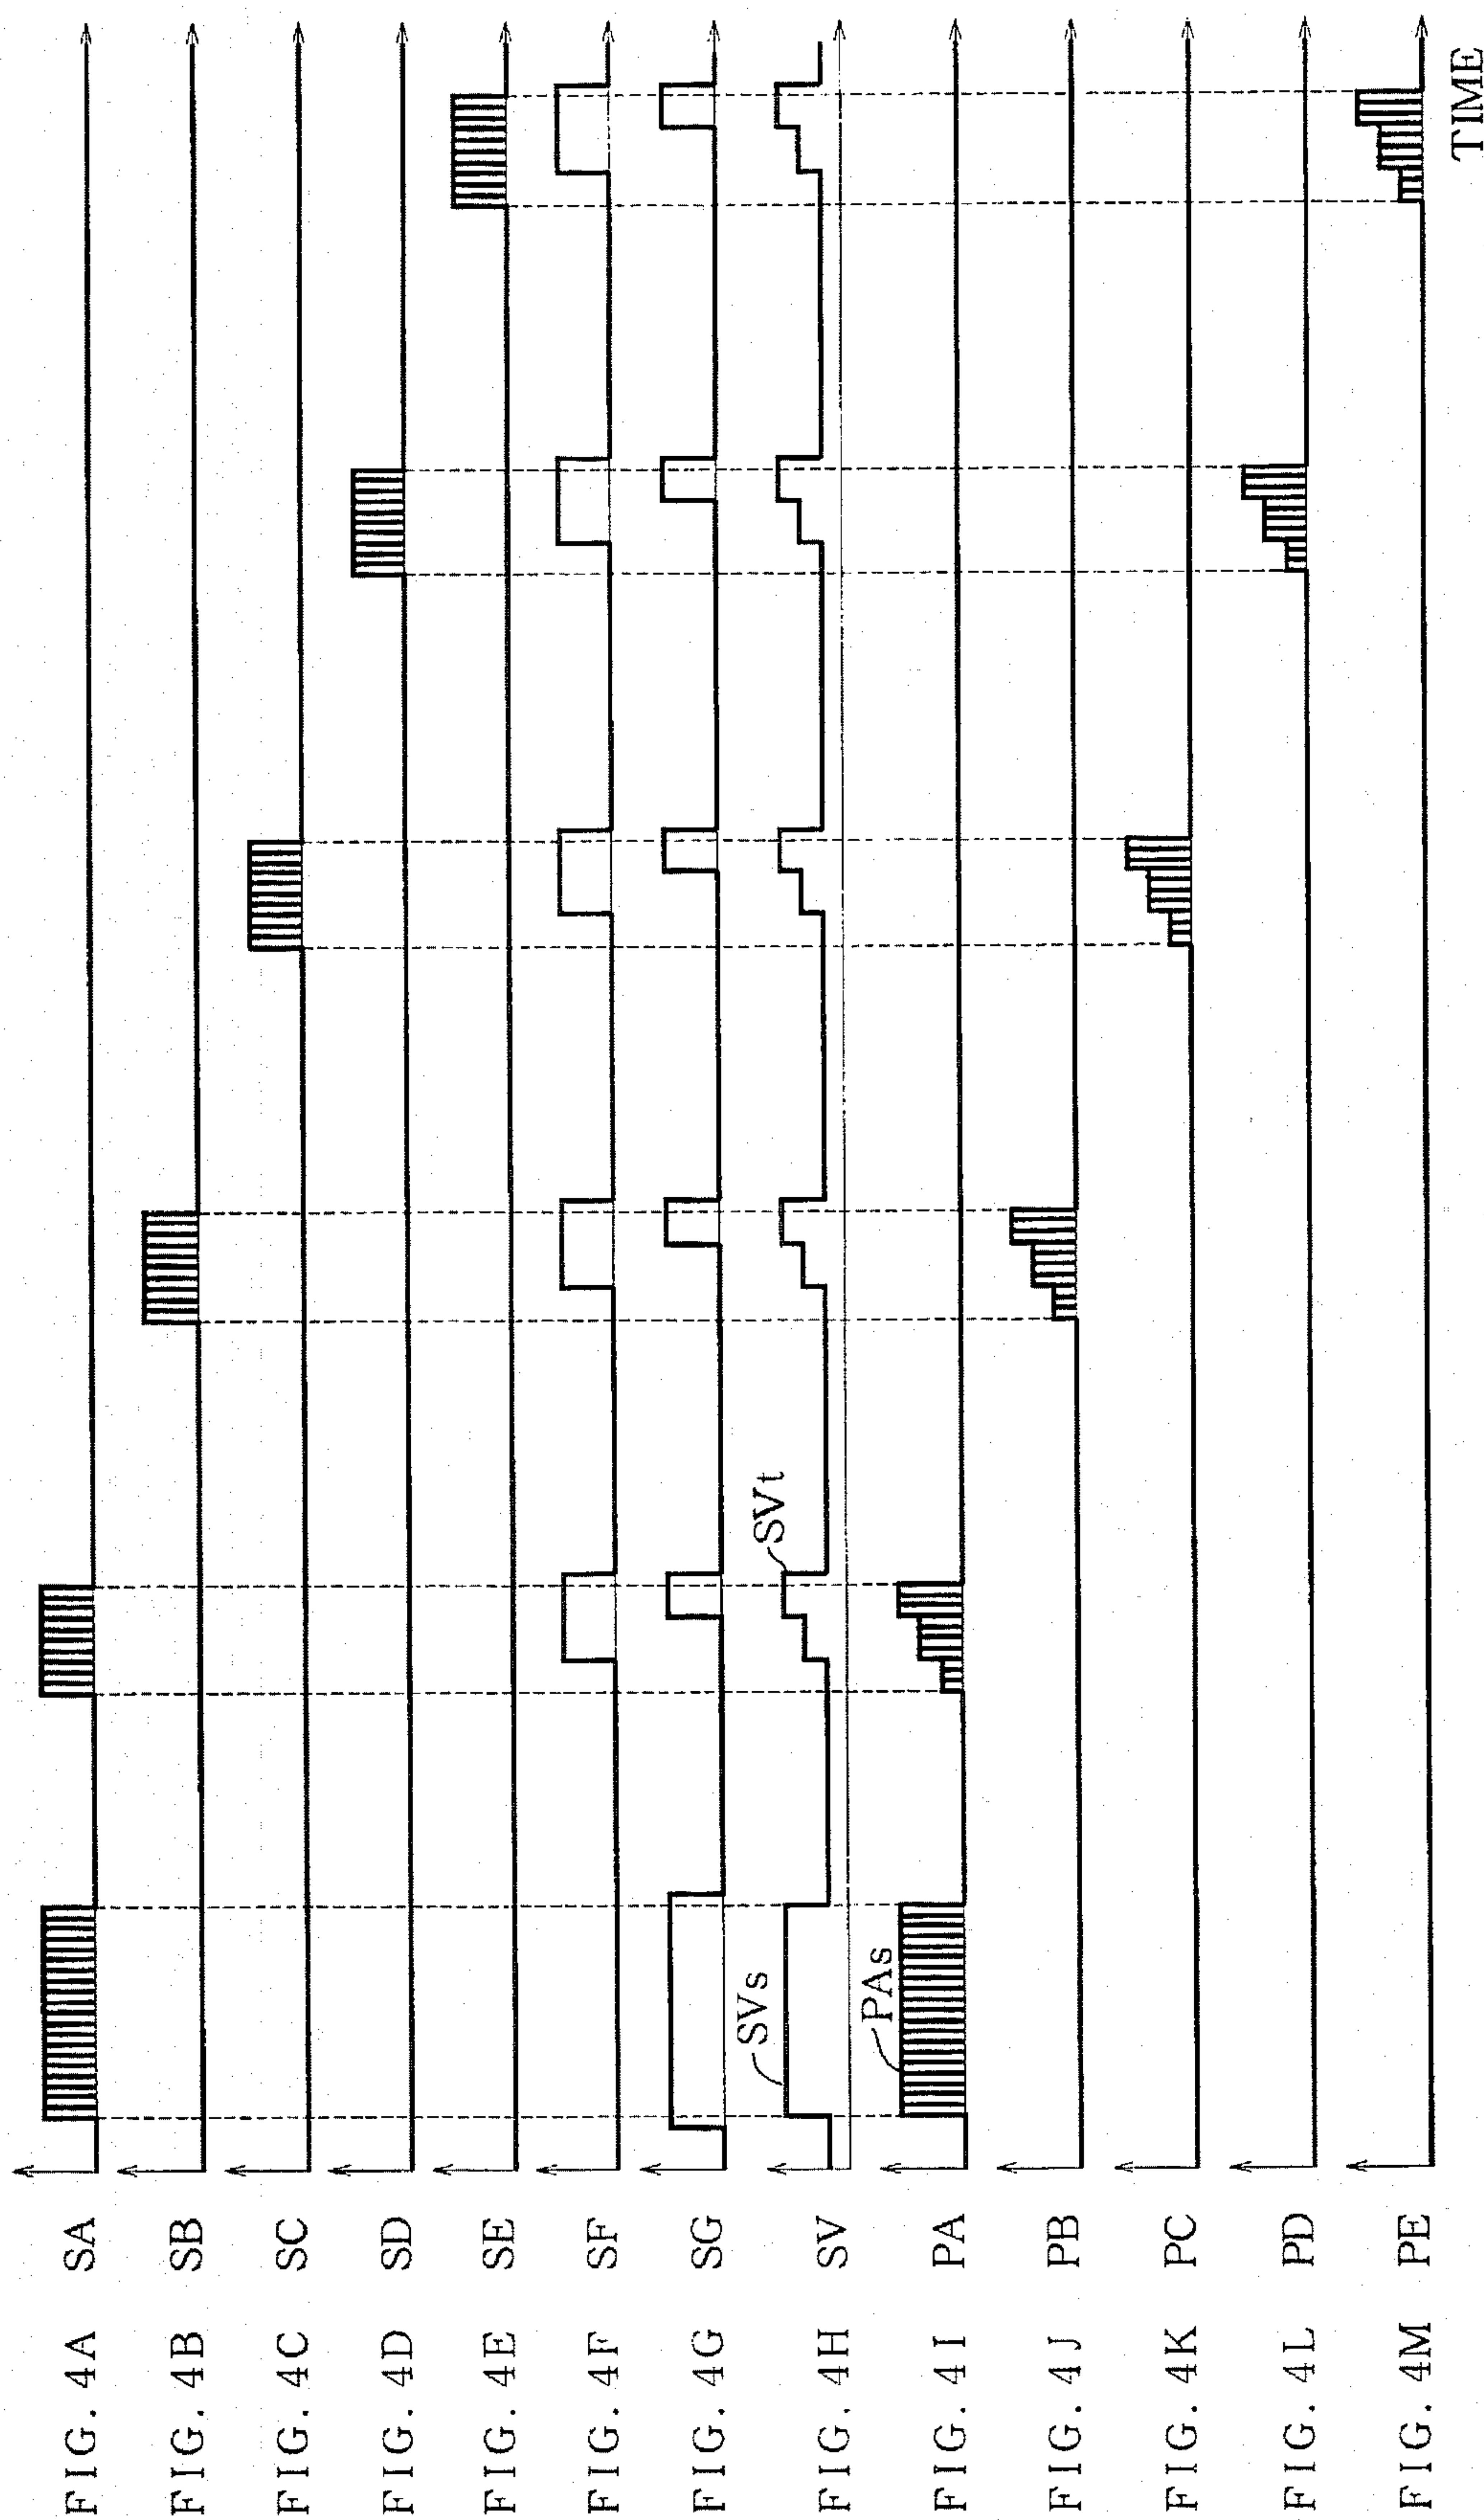 FIG. 4A SA
FIG. 4B SB
FIG. 4C SC
FIG. 4D SD
FIG. 4E SE
FIG. 4F SF
FIG. 4G SG
FIG. 4H SV
SVs
SVt
FIG. 4I PA
PAs
FIG. 4J PB
FIG. 4K PC
FIG. 4L PD
FIG. 4M PE
TIME